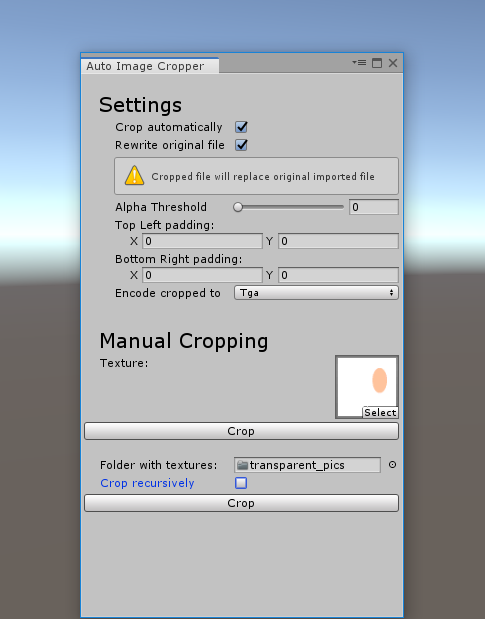 Auto Image Cropper
Settings
Crop automatically
Rewrite original file
Cropped file will replace original imported file
Alpha Threshold 0
Top Left padding:
X 0 Y 0
Bottom Right padding:
X 0 Y 0
Encode cropped to Tga
Manual Cropping
Texture:
Select
Crop
Folder with textures: transparent_pics
Crop recursively
Crop